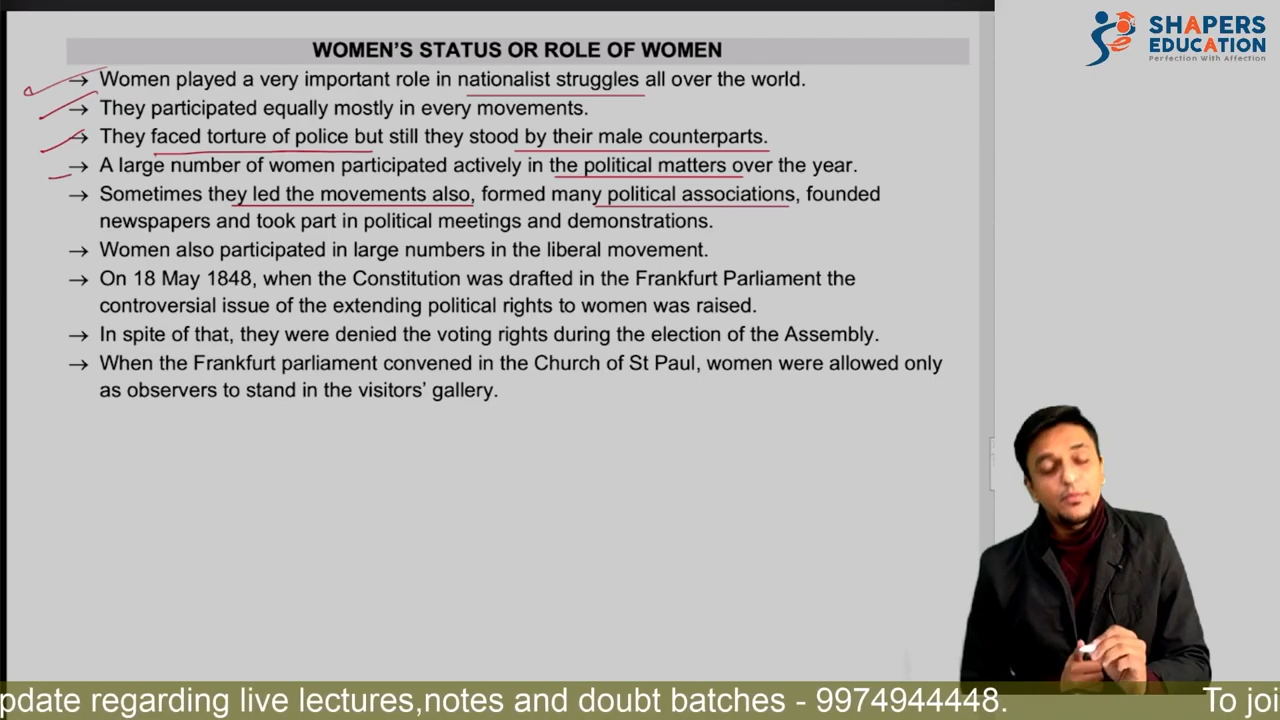 SHAPERS
EDUCATION
Perfection With Affection
WOMEN'S STATUS OR ROLE OF WOMEN
→ Women played a very important role in nationalist struggles all over the world.
→ They participated equally mostly in every movements.
→ They faced torture of police but still they stood by their male counterparts.
→ A large number of women participated actively in the political matters over the year.
→ Sometimes they led the movements also, formed many political associations, founded
newspapers and took part in political meetings and demonstrations.
→ Women also participated in large numbers in the liberal movement.
→ On 18 May 1848, when the Constitution was drafted in the Frankfurt Parliament the
controversial issue of the extending political rights to women was raised.
→ In spite of that, they were denied the voting rights during the election of the Assembly.
→ When the Frankfurt parliament convened in the Church of St Paul, women were allowed only
as observers to stand in the visitors' gallery.
pdate regarding live lectures,notes and doubt batches - 9974944448. To joi